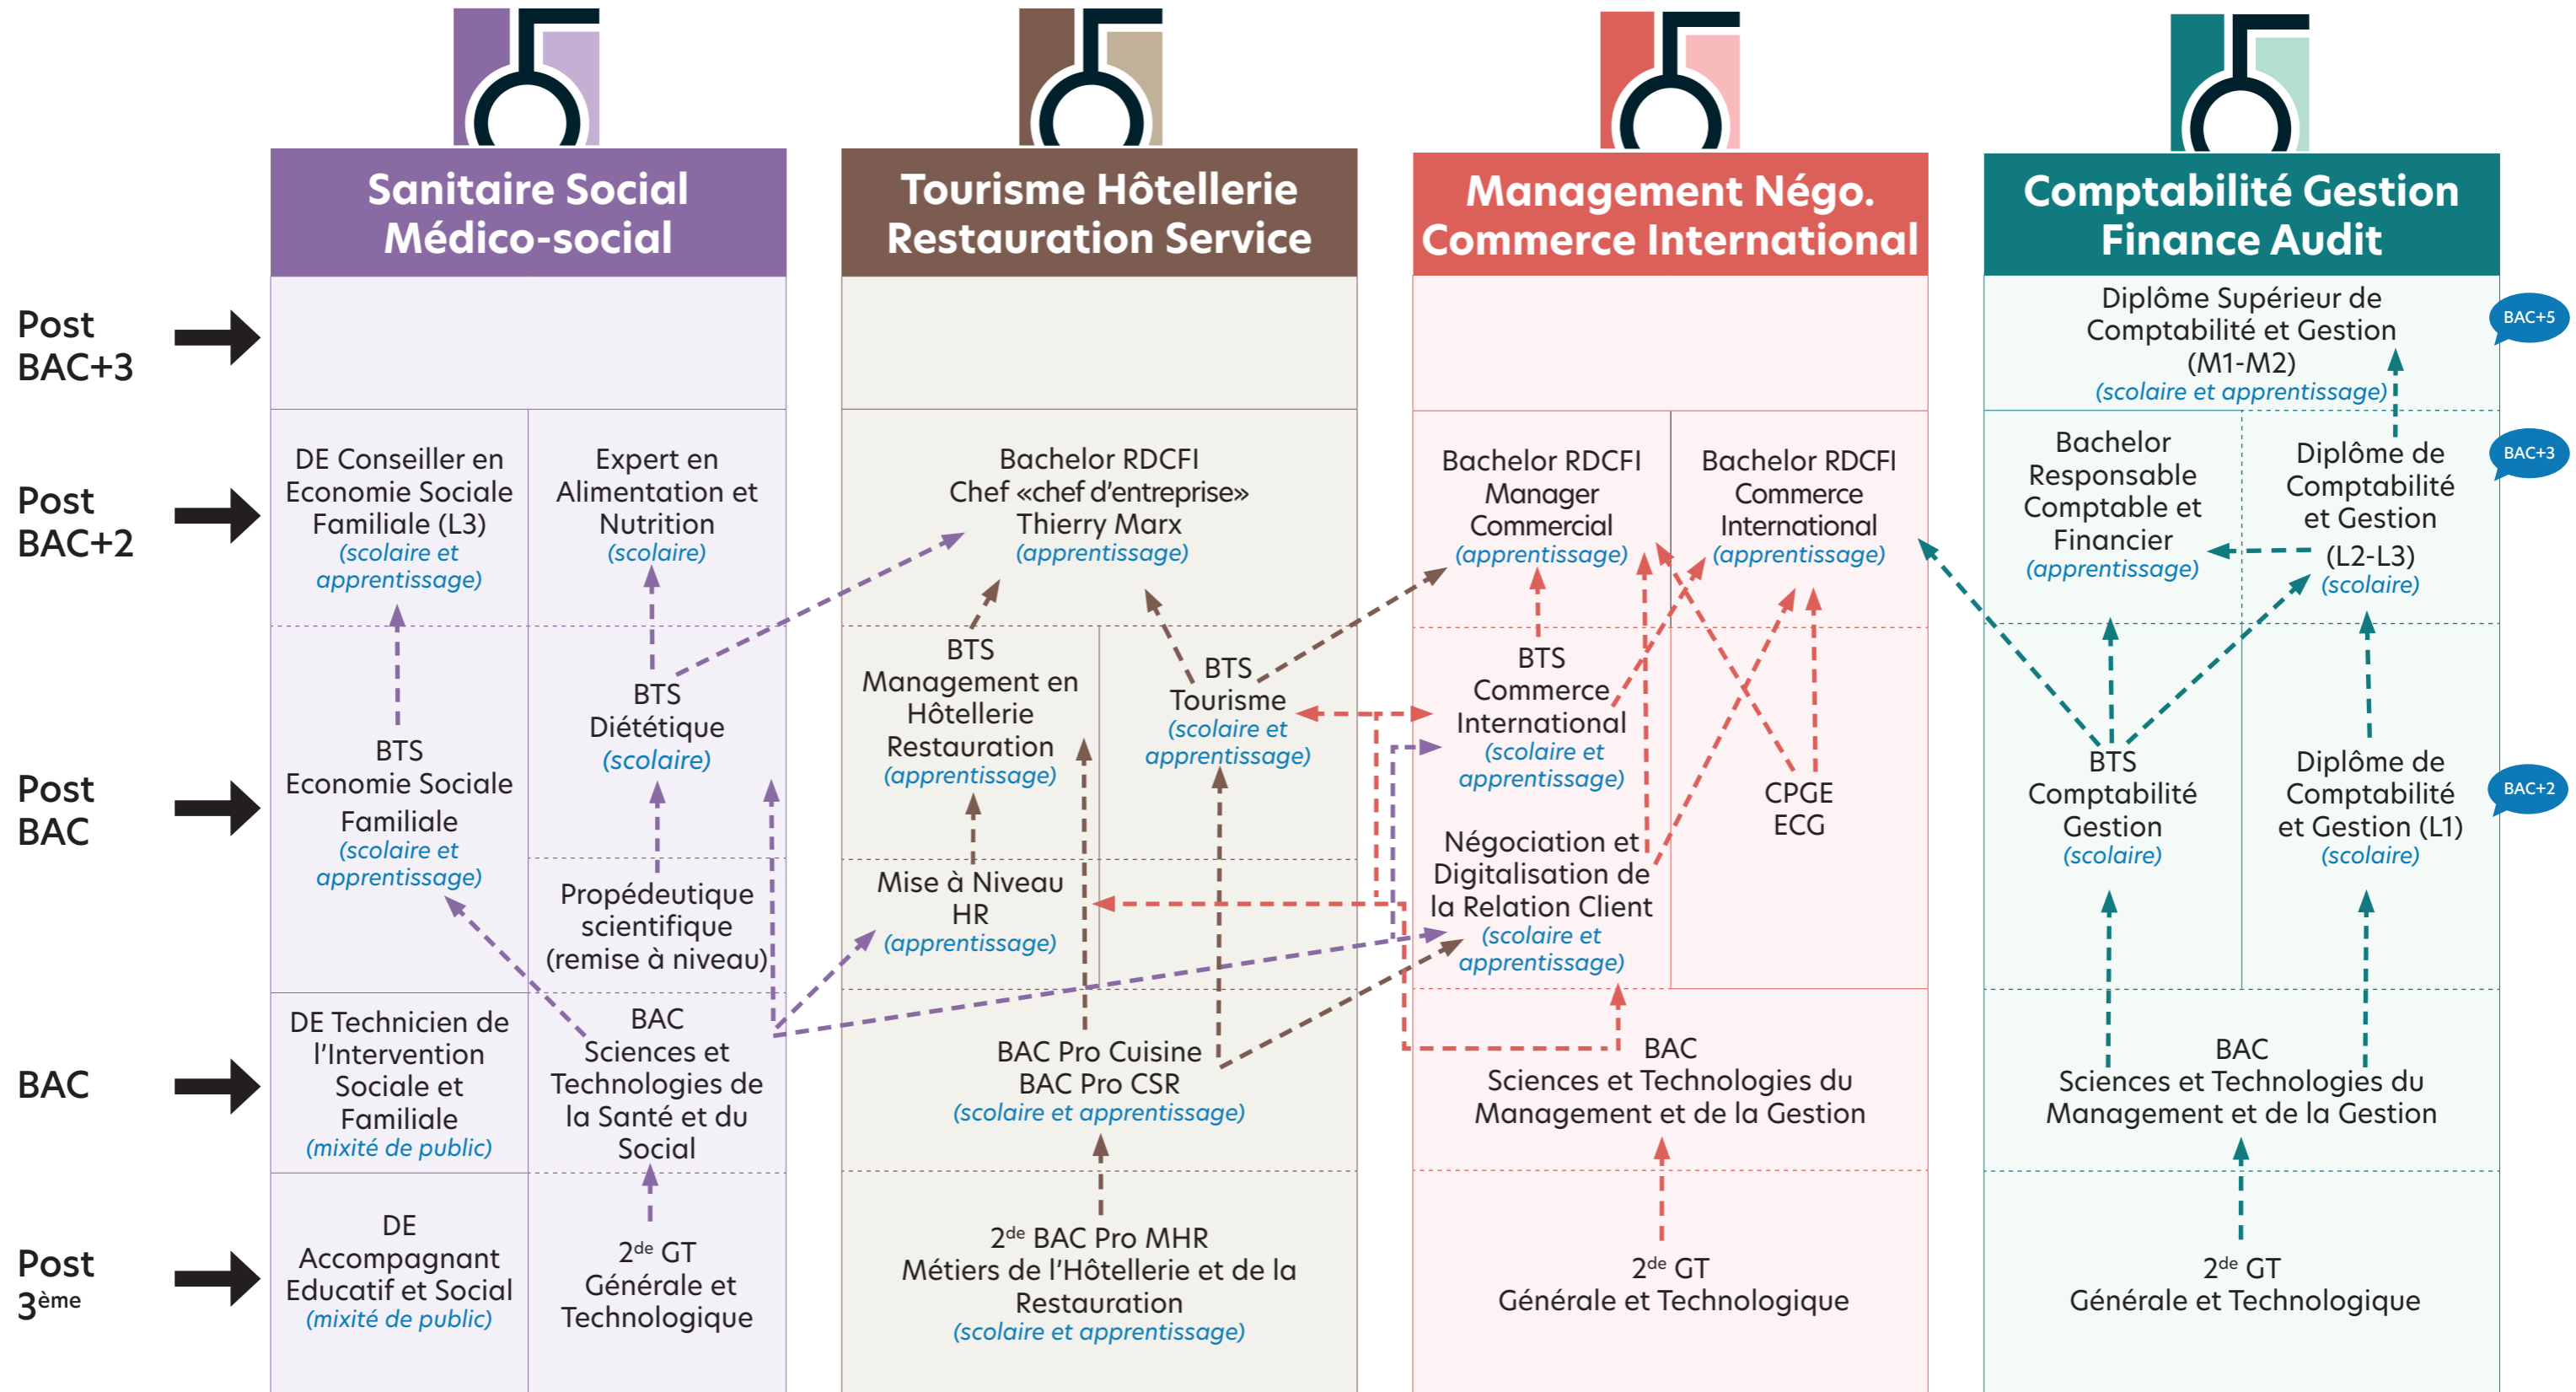 Sanitaire Social
Médico-social
Tourisme Hôtellerie
Restauration Service
Management Négo.
Commerce International
Comptabilité Gestion
Finance Audit
Post
BAC+3
Diplôme Supérieur de
Comptabilité et Gestion
(M1-M2)
(scolaire et apprentissage)
BAC+5
Post
BAC+2
DE Conseiller en
Economie Sociale
Familiale (L3)
(scolaire et
apprentissage)
Expert en
Alimentation et
Nutrition
(scolaire)
Bachelor RDCFI
Chef «chef d'entreprise»
Thierry Marx
(apprentissage)
Bachelor RDCFI
Manager
Commercial
(apprentissage)
Bachelor RDCFI
Commerce
International
(apprentissage)
Bachelor
Responsable
Comptable et
Financier
(apprentissage)
Diplôme de
Comptabilité
et Gestion
(L2-L3)
(scolaire)
BAC+3
Post
BAC
BTS
Economie Sociale
Familiale
(scolaire et
apprentissage)
BTS
Diététique
(scolaire)
Propédeutique
scientifique
(remise à niveau)
BTS
Management en
Hôtellerie
Restauration
(apprentissage)
Mise à Niveau
HR
(apprentissage)
BTS
Tourisme
(scolaire et
apprentissage)
BTS
Commerce
International
(scolaire et
apprentissage)
Négociation et
Digitalisation de
la Relation Client
(scolaire et
apprentissage)
CPGE
ECG
BTS
Comptabilité
Gestion
(scolaire)
Diplôme de
Comptabilité
et Gestion (L1)
(scolaire)
BAC+2
BAC
DE Technicien de
l'Intervention
Sociale et
Familiale
(mixité de public)
BAC
Sciences et
Technologies de
la Santé et du
Social
BAC Pro Cuisine
BAC Pro CSR
(scolaire et apprentissage)
BAC
Sciences et Technologies du
Management et de la Gestion
BAC
Sciences et Technologies du
Management et de la Gestion
Post
3ème
DE
Accompagnant
Educatif et Social
(mixité de public)
2de GT
Générale et
Technologique
2de BAC Pro MHR
Métiers de l'Hôtellerie et de la
Restauration
(scolaire et apprentissage)
2de GT
Générale et Technologique
2de GT
Générale et Technologique